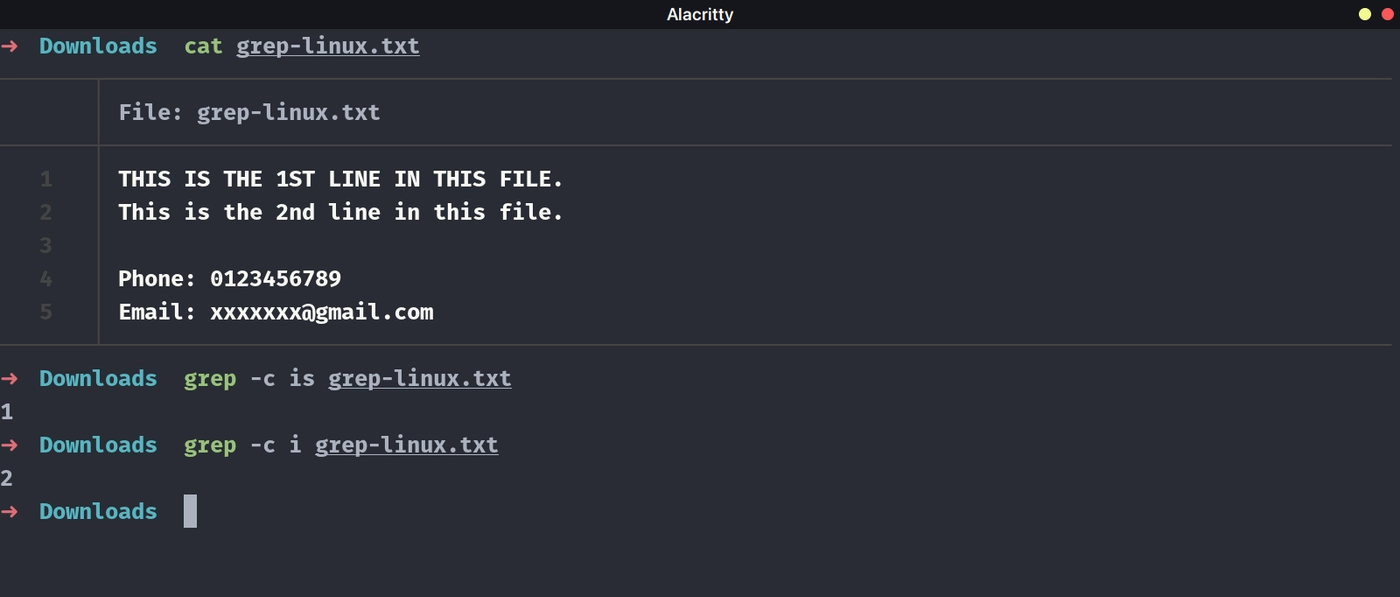 Alacritty
➜ Downloads cat grep-linux.txt
File: grep-linux.txt
1 THIS IS THE 1ST LINE IN THIS FILE.
2 This is the 2nd line in this file.
3
4 Phone: 0123456789
5 Email: xxxxxxx@gmail.com
➜ Downloads grep -c is grep-linux.txt
1
➜ Downloads grep -c i grep-linux.txt
2
➜ Downloads